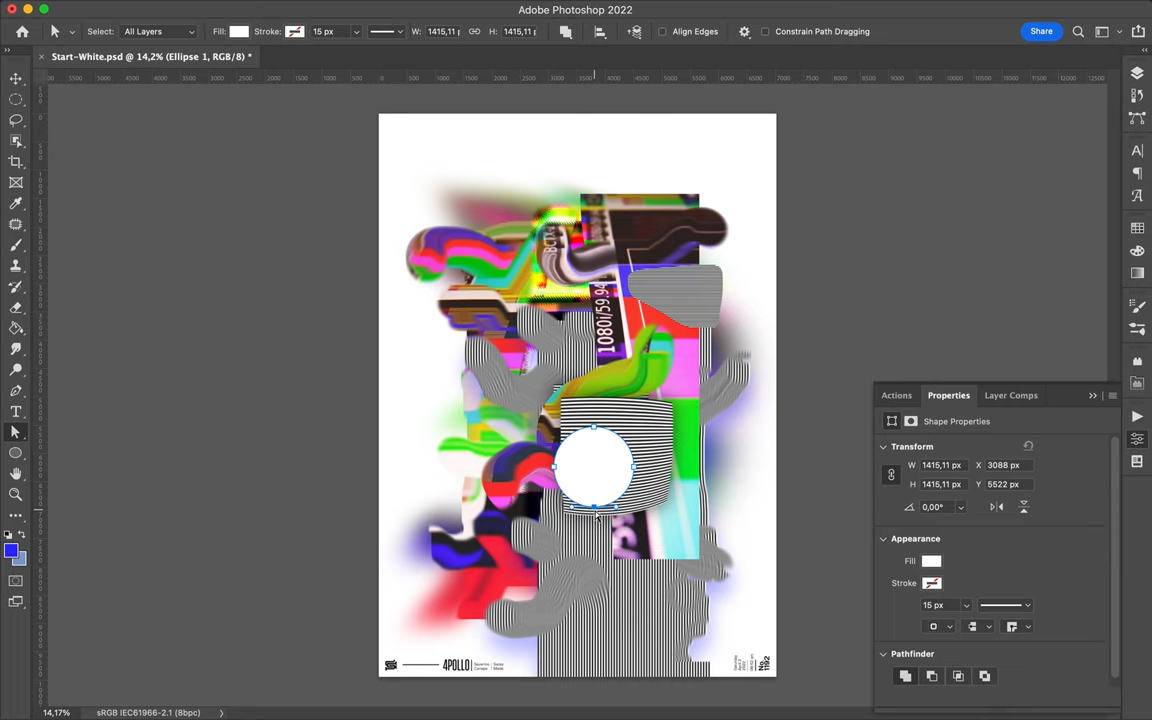 Adobe Photoshop 2022
Select: All Layers Fill: Stroke: 15 px W: 1415,11 H: 1415,11 Align Edges Constrain Path Dragging Share
Start-White.psd @ 14,2% (Ellipse 1, RGB/8) *
1080i/59.94
Actions Properties Layer Comps
Shape Properties
Transform
W 1415,11 px X 3088 px
H 1415,11 px Y 5522 px
0,00°
Appearance
Fill
Stroke
15 px
Pathfinder
4POLLO
No. 1192
14,17% sRGB IEC61966-2.1 (8bpc)